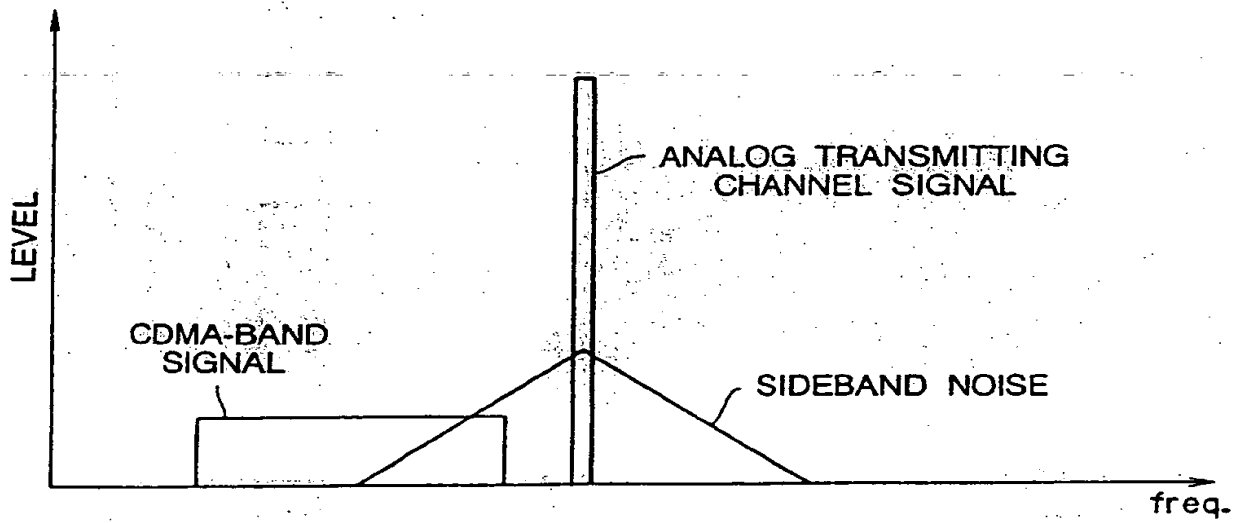 ANALOG TRANSMITTING
CHANNEL SIGNAL
LEVEL
CDMA-BAND
SIGNAL
SIDEBAND NOISE
freq.